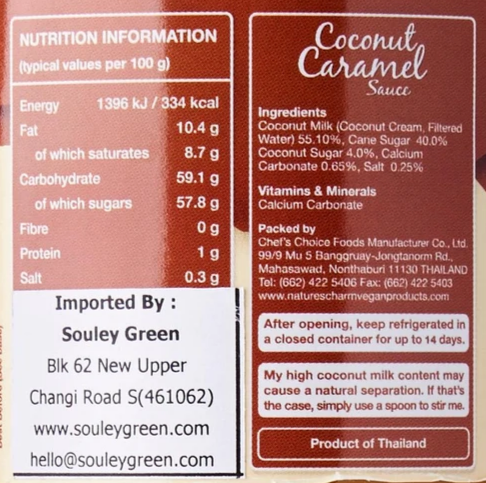 NUTRITION INFORMATION
(typical values per 100 g)
Energy 1396 kJ / 334 kcal
Fat 10.4 g
of which saturates 8.7 g
Carbohydrate 59.1 g
of which sugars 57.8 g
Fibre 0 g
Protein 1 g
Salt 0.3 g
Imported By :
Souley Green
Blk 62 New Upper
Changi Road S(461062)
www.souleygreen.com
hello@souleygreen.com
Coconut
Caramel
Sauce
Ingredients
Coconut Milk (Coconut Cream, Filtered
Water) 55.10%, Cane Sugar 40.0%
Coconut Sugar 4.0%, Calcium
Carbonate 0.65%, Salt 0.25%
Vitamins & Minerals
Calcium Carbonate
Packed by
Chef's Choice Foods Manufacturer Co., Ltd.
99/9 Mu 5 Banggruay-Jongtanorm Rd.,
Mahasawad, Nonthaburi 11130 THAILAND
Tel: (662) 422 5406 Fax: (662) 422 5403
www.naturescharmveganproducts.com
After opening, keep refrigerated in
a closed container for up to 14 days.
My high coconut milk content may
cause a natural separation. If that's
the case, simply use a spoon to stir me.
Product of Thailand